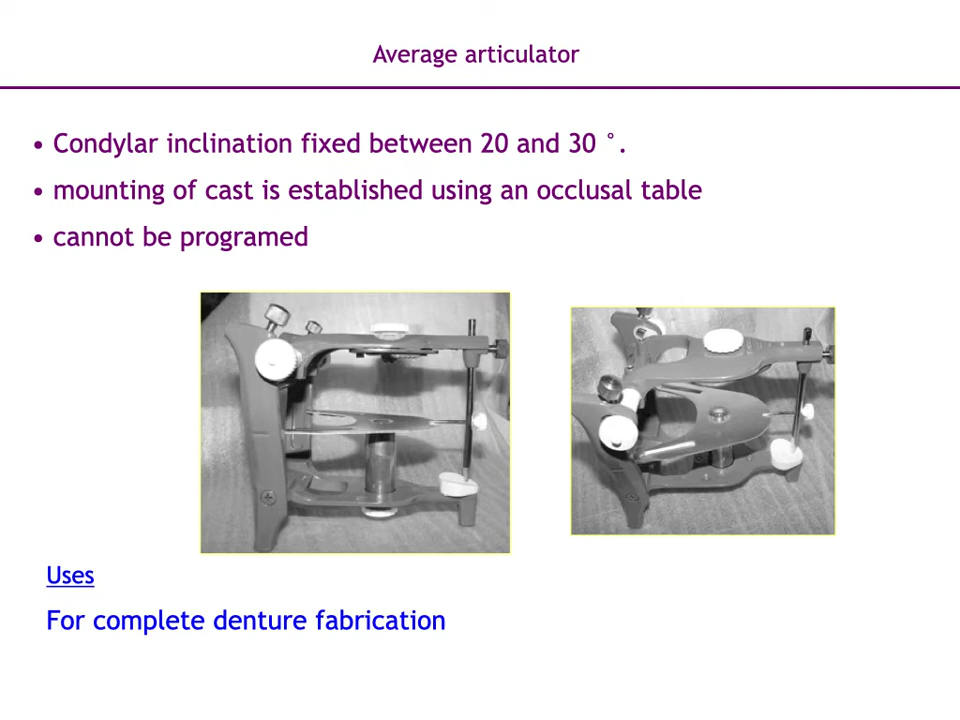 Average articulator
• Condylar inclination fixed between 20 and 30 °.
• mounting of cast is established using an occlusal table
• cannot be programed
Uses
For complete denture fabrication